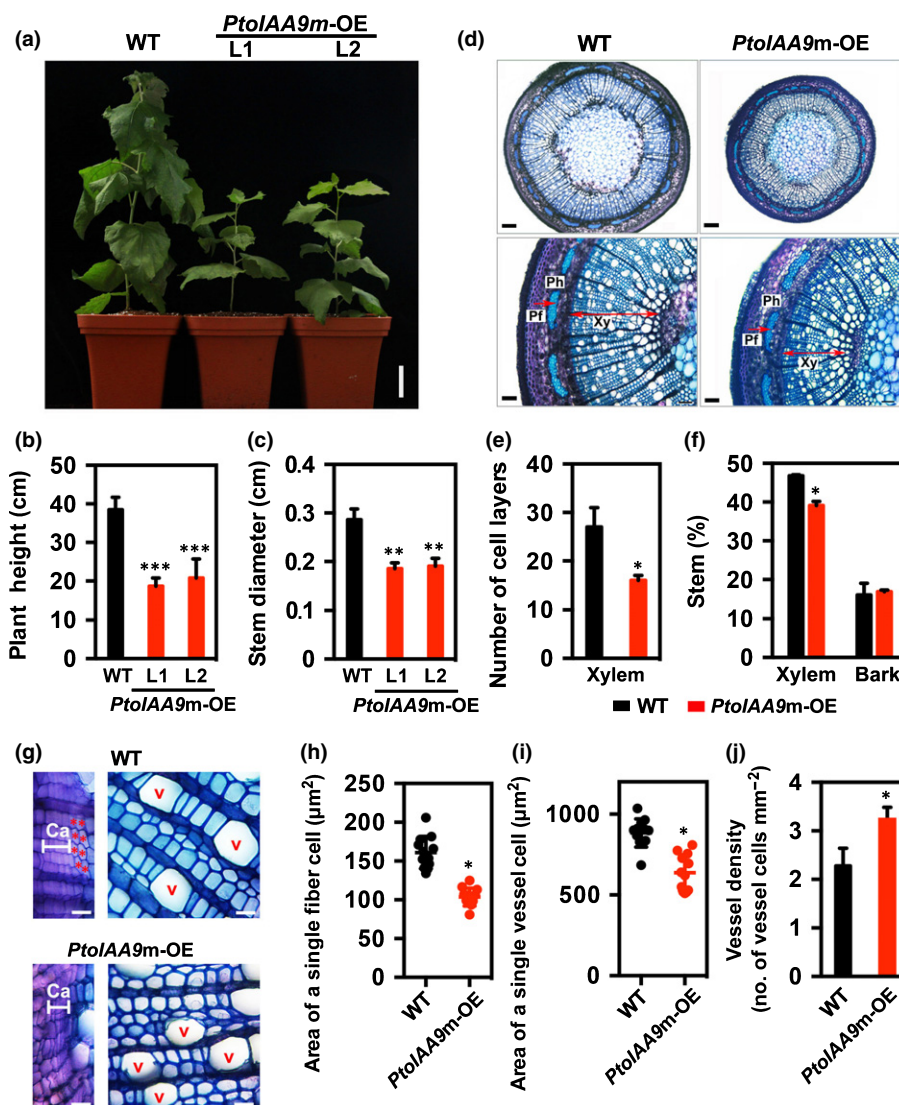 (a)
PtoIAA9m-OE
WT
L1
L2
(d)
WT
PtoIAA9m-OE
Ph
Pf
Xy
Ph
Pf
Xy
(b)
Plant height (cm)
50
40
30
20
10
0
***
***
WT
L1
L2
PtoIAA9m-OE
(c)
Stem diameter (cm)
0.4
0.3
0.2
0.1
0
**
**
WT
L1
L2
PtoIAA9m-OE
(e)
Number of cell layers
40
30
20
10
0
*
Xylem
(f)
Stem (%)
50
40
30
20
10
0
*
Xylem
Bark
WT
PtoIAA9m-OE
(g)
WT
Ca
**
**
**
**
V
V
V
PtoIAA9m-OE
Ca
V
V
V
V
(h)
Area of a single fiber cell (µm²)
250
200
150
100
50
0
*
WT
PtoIAA9m-OE
(i)
Area of a single vessel cell (µm²)
1000
500
0
*
WT
PtoIAA9m-OE
(j)
Vessel density
(no. of vessel cells mm⁻²)
4
3
2
1
0
*
WT
PtoIAA9m-OE